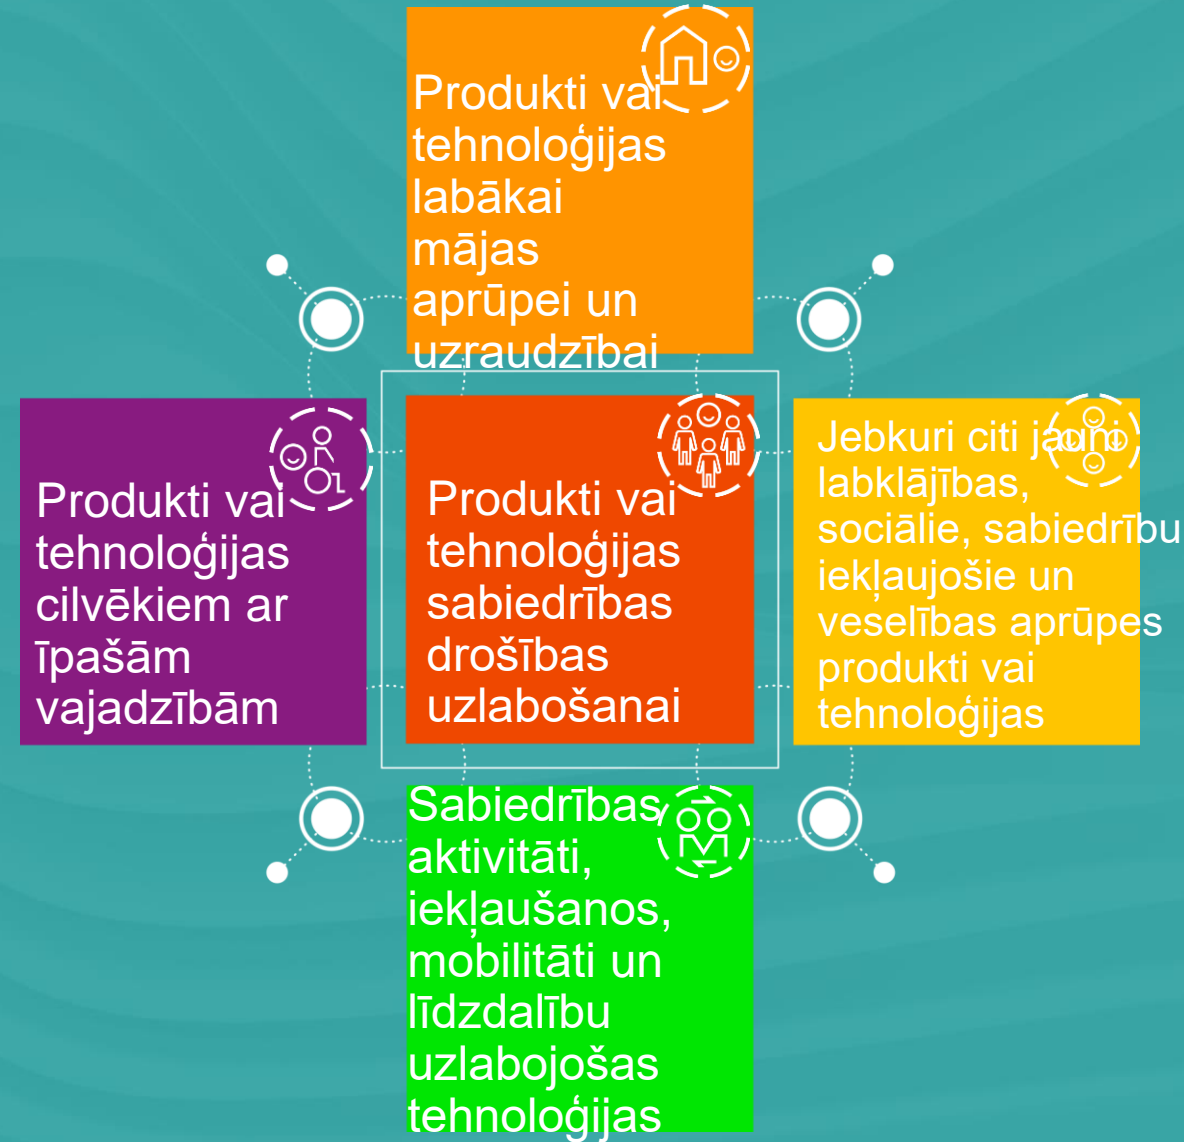 Produkti vai
tehnoloģijas
labākai
mājas
aprūpei un
uzraudzībai
Produkti vai
tehnoloģijas
cilvēkiem ar
īpašām
vajadzībām
Produkti vai
tehnoloģijas
sabiedrības
drošības
uzlabošanai
Jebkuri citi jauni
labklājības,
sociālie, sabiedrību
iekļaujošie un
veselības aprūpes
produkti vai
tehnoloģijas
Sabiedrības
aktivitāti,
iekļaušanos,
mobilitāti un
līdzdalību
uzlabojošas
tehnoloģijas